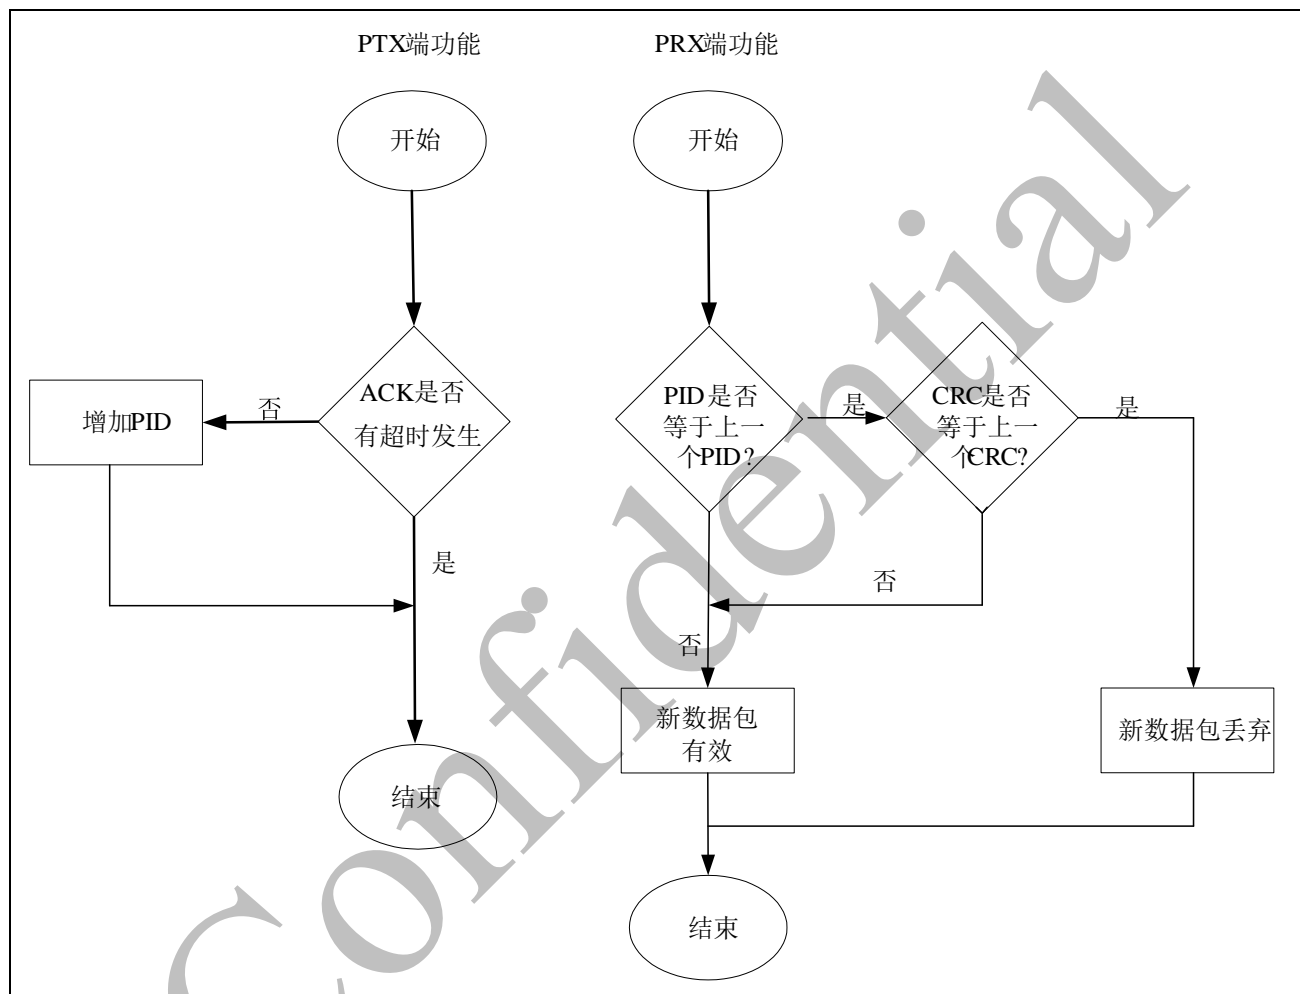 PTX端功能
PRX端功能
开始
开始
增加PID
否
ACK是否
有超时发生
是
PID是否
等于上一
个PID?
是
CRC是否
等于上一
个CRC?
是
否
否
新数据包
有效
新数据包丢弃
结束
结束
Confidential